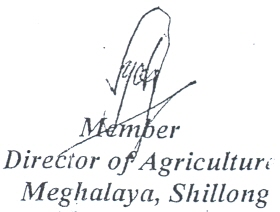 Member
Director of Agriculture
Meghalaya, Shillong